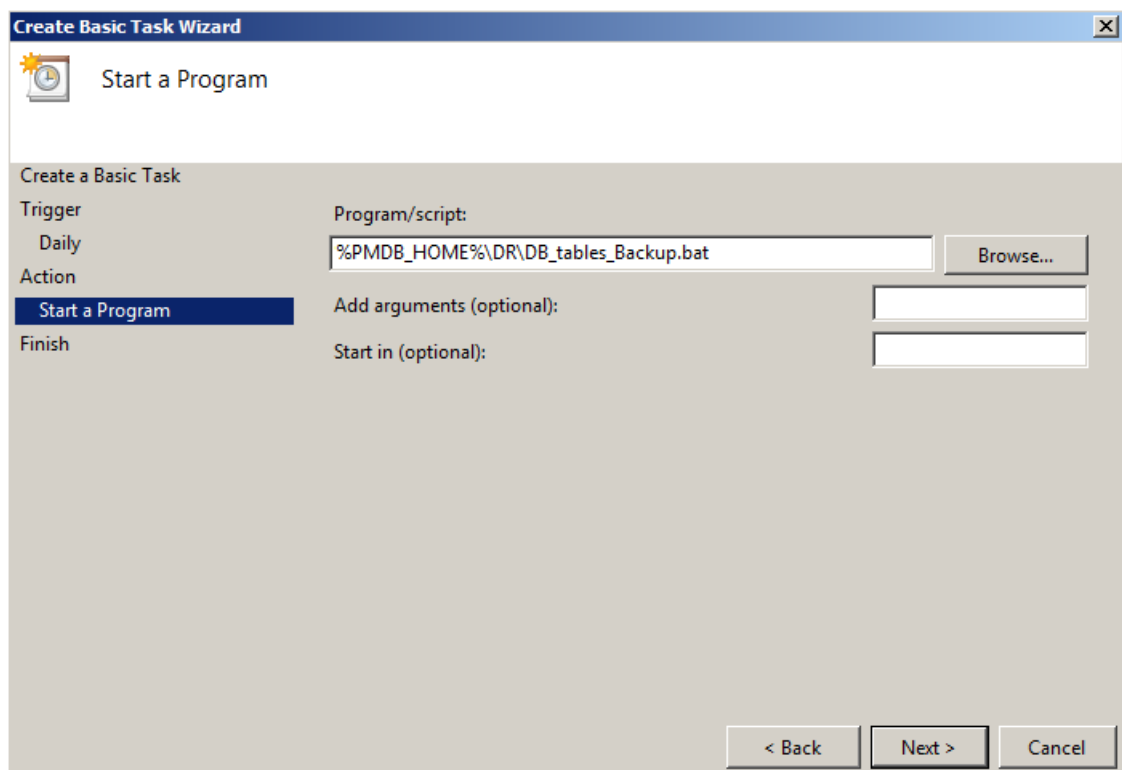 Create Basic Task Wizard
Start a Program
Create a Basic Task
Trigger
Daily
Action
Start a Program
Finish
Program/script:
%PMDB_HOME%\DR\DB_tables_Backup.bat
Browse...
Add arguments (optional):
Start in (optional):
< Back
Next >
Cancel